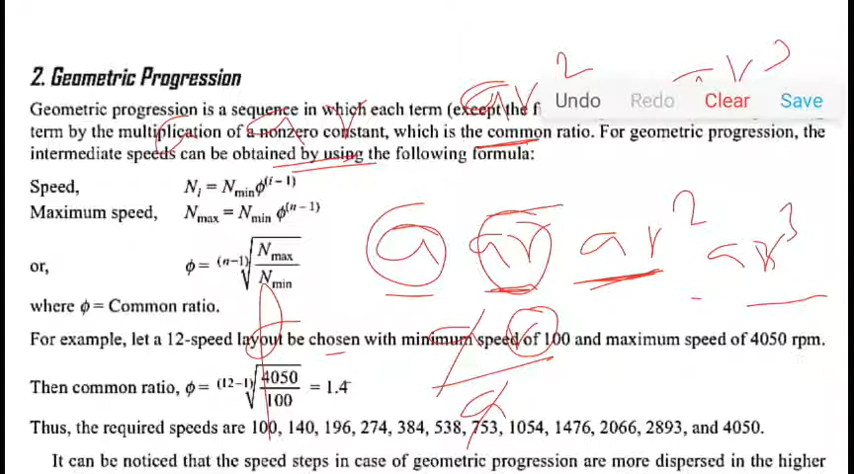 2. Geometric Progression
Geometric progression is a sequence in which each term (except the fi
Undo Redo Clear Save
term by the multiplication of a nonzero constant, which is the common ratio. For geometric progression, the
intermediate speeds can be obtained by using the following formula:
Speed, Nᵢ = N_min ϕ^(i−1)
Maximum speed, N_max = N_min ϕ^(n−1)
or, ϕ = ^(n−1)√(N_max / N_min)
where ϕ = Common ratio.
For example, let a 12-speed layout be chosen with minimum speed of 100 and maximum speed of 4050 rpm.
Then common ratio, ϕ = ^(12−1)√(4050 / 100) = 1.4
Thus, the required speeds are 100, 140, 196, 274, 384, 538, 753, 1054, 1476, 2066, 2893, and 4050.
It can be noticed that the speed steps in case of geometric progression are more dispersed in the higher
a r ar² ar³
a ar ar² ar³